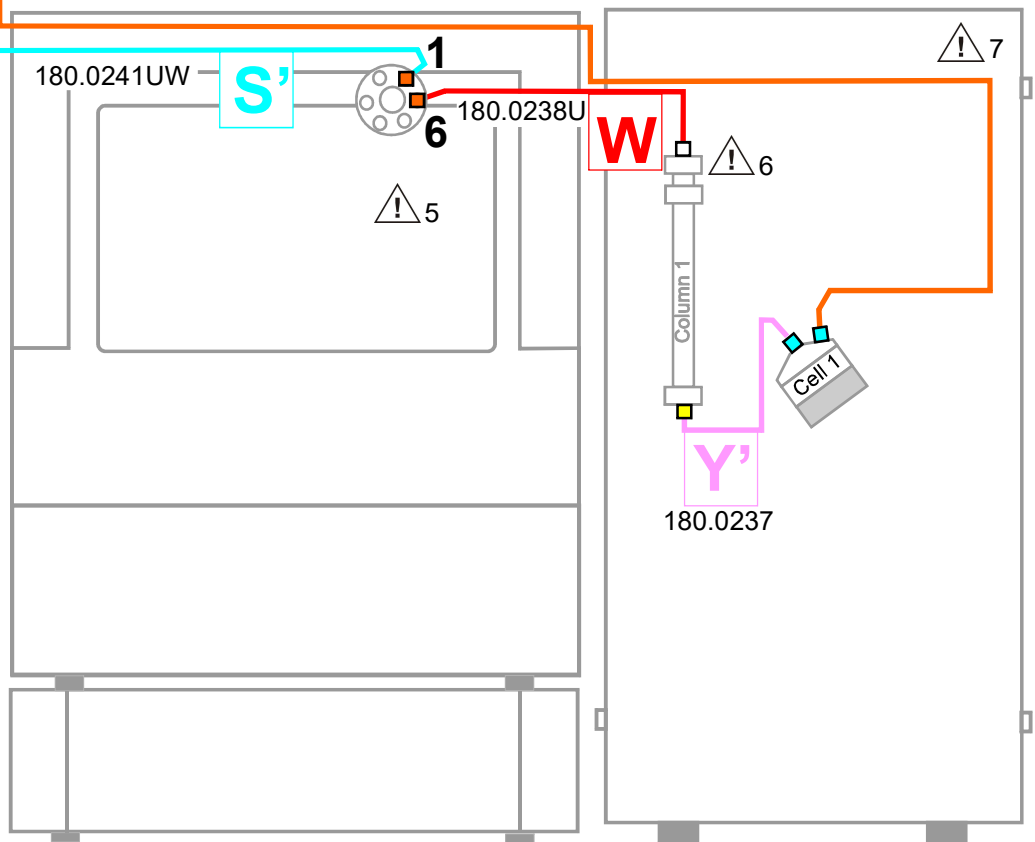 1
7
180.0241UW
S’
180.0238U
6
W
! 6
! 5
Column 1
Cell 1
Y’
180.0237